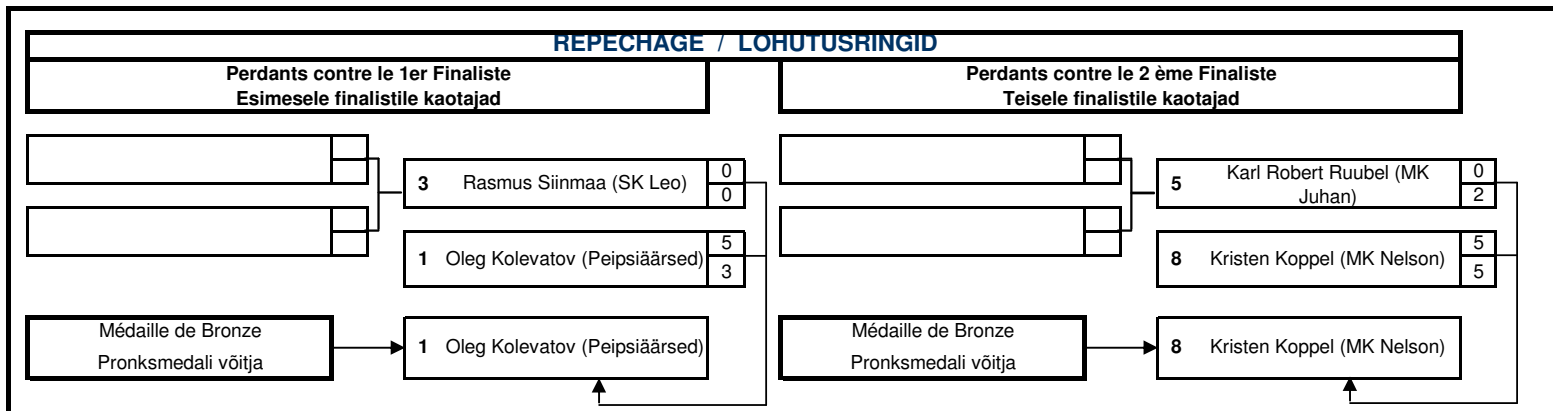 REPECHAGE / LOHUTUSRINGID
Perdants contre le 1er Finaliste
Esimesele finalistile kaotajad
Perdants contre le 2 ème Finaliste
Teisele finalistile kaotajad
3 Rasmus Siinmaa (SK Leo) 0
0
1 Oleg Kolevatov (Peipsiäärsed) 5
3
Médaille de Bronze
Pronksmedali võitja
1 Oleg Kolevatov (Peipsiäärsed)
5 Karl Robert Ruubel (MK 0
Juhan) 2
8 Kristen Koppel (MK Nelson) 5
5
Médaille de Bronze
Pronksmedali võitja
8 Kristen Koppel (MK Nelson)